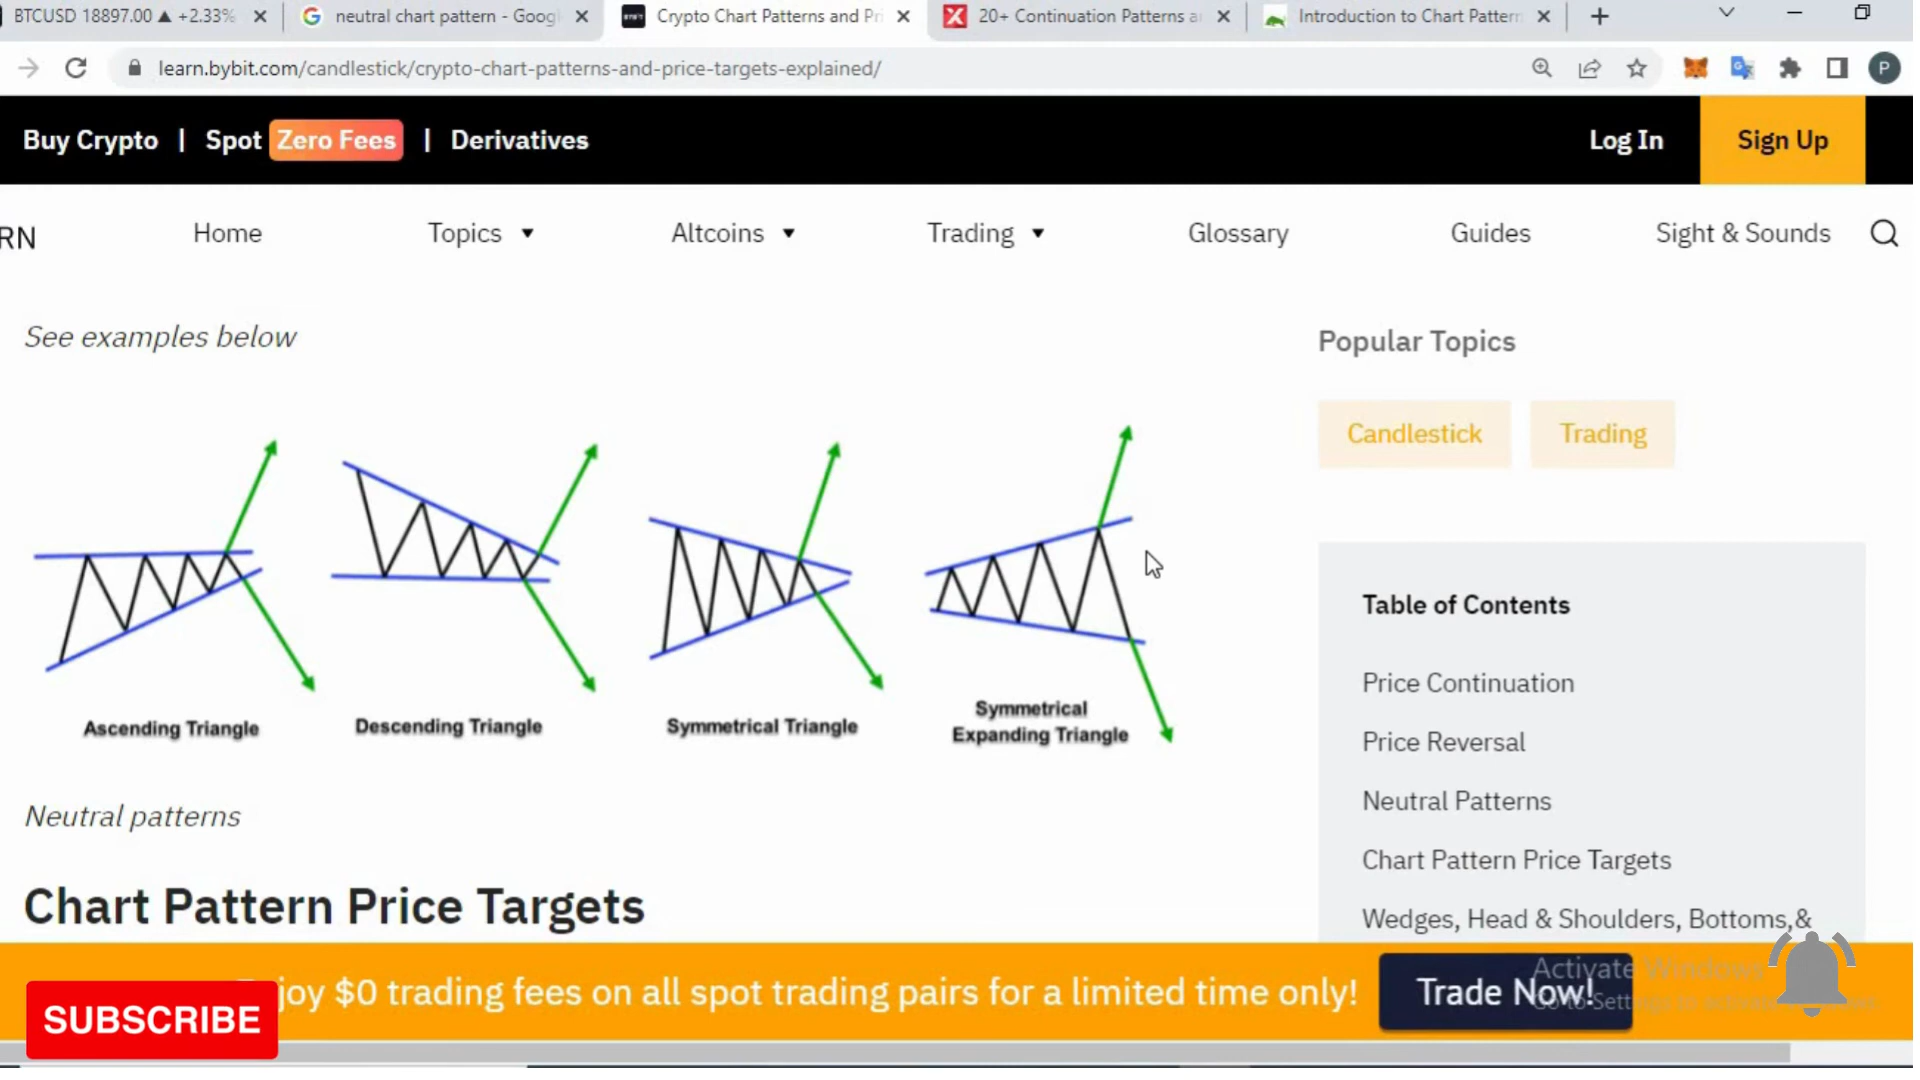 BTCUSD 18897.00 ▲ +2.33%
neutral chart pattern - Goog
Crypto Chart Patterns and Pri
20+ Continuation Patterns a
Introduction to Chart Pattern
learn.bybit.com/candlestick/crypto-chart-patterns-and-price-targets-explained/
P
Buy Crypto | Spot Zero Fees | Derivatives
Log In
Sign Up
RN
Home
Topics
Altcoins
Trading
Glossary
Guides
Sight & Sounds
See examples below
Popular Topics
Candlestick
Trading
Ascending Triangle
Descending Triangle
Symmetrical Triangle
Symmetrical
Expanding Triangle
Table of Contents
Price Continuation
Price Reversal
Neutral Patterns
Chart Pattern Price Targets
Wedges, Head & Shoulders, Bottoms,&
Neutral patterns
Chart Pattern Price Targets
joy $0 trading fees on all spot trading pairs for a limited time only!
Trade Now!
Activate Windows
Go to Sett
SUBSCRIBE